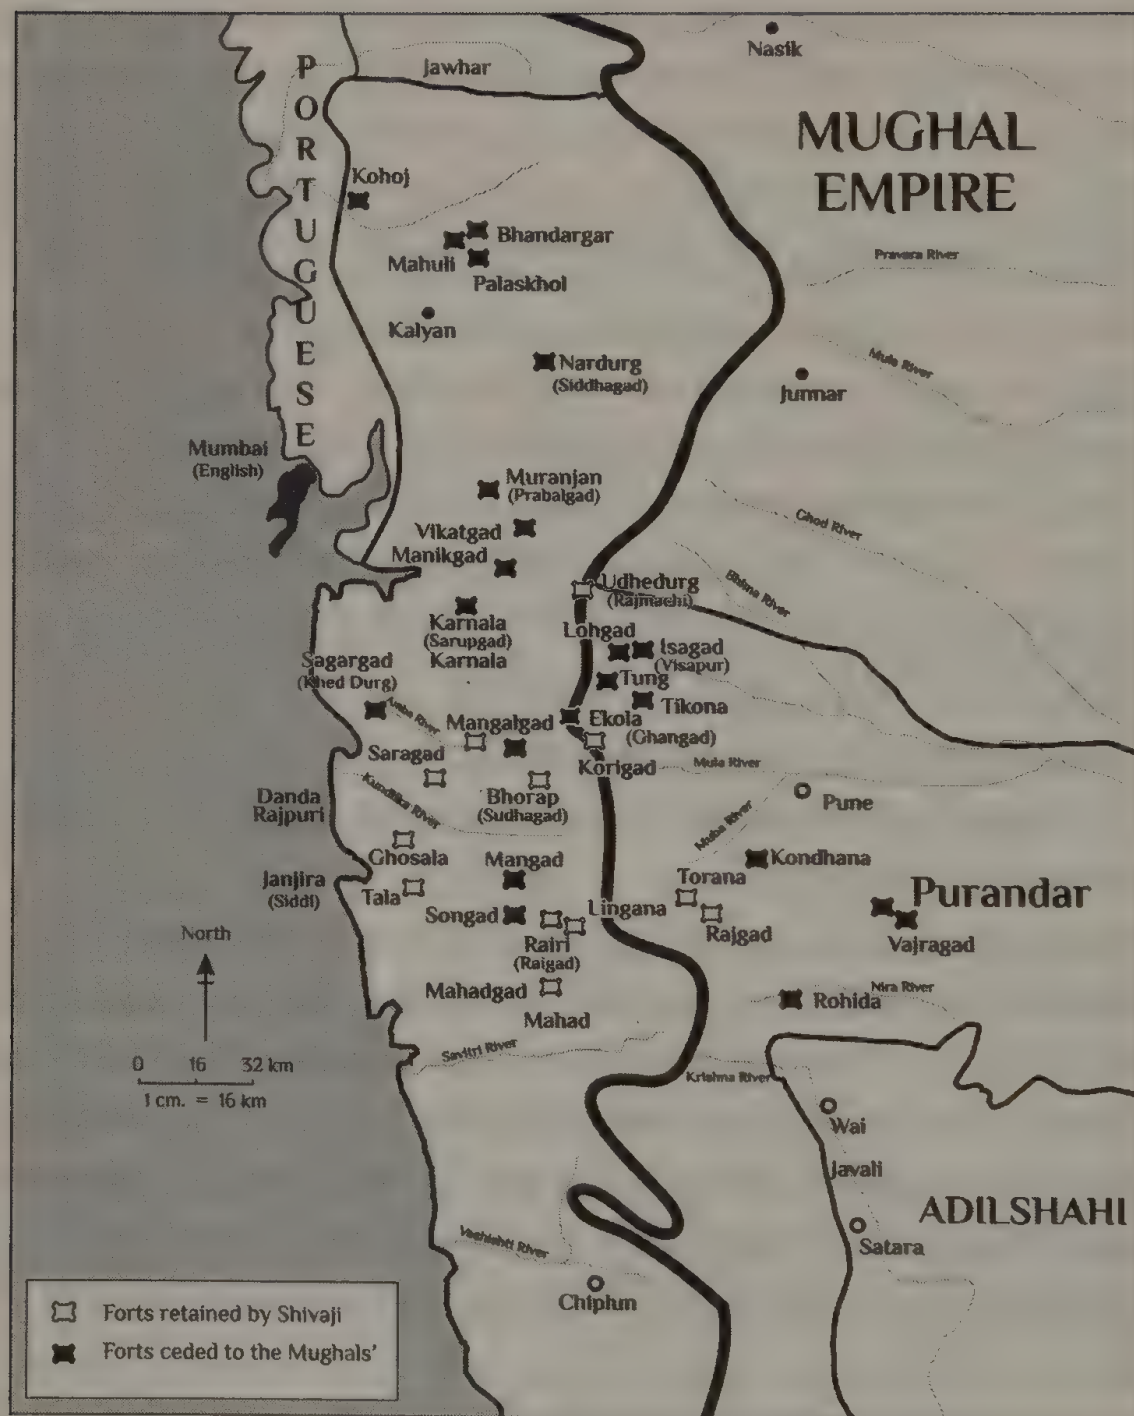 Nasik
Jawhar
PORTUGUESE
MUGHAL
EMPIRE
Kohoj
Bhandargar
Mahuli
Palaskhol
Pravara River
Kalyan
Nardurg
(Siddhagad)
Mula River
Junnar
Mumbai
(English)
Muranjan
(Prabalgad)
Vikatgad
Manikgad
Ghod River
Bhima River
Udhedurg
(Rajmachi)
Karnala
(Sarupgad)
Karnala
Lohgad
Isagad
(Visapur)
Sagargad
(Khed Durg)
Tung
Tikona
Mangalgad
Ekola
(Ghangad)
Saragad
Korigad
Mula River
Kundlika River
Bhorap
(Sudhagad)
Danda
Rajpuri
Pune
Ghosala
Mangad
Kondhana
Janjira
(Siddi)
Tala
Torana
Purandar
Songad
Lingana
Rajgad
Vajragad
North
Rairi
(Raigad)
Mahadgad
Mahad
Rohida
Nira River
Savitri River
0 16 32 km
1 cm. = 16 km
Krishna River
Wai
Javali
ADILSHAHI
Satara
Vashishti River
Chiplun
Forts retained by Shivaji
Forts ceded to the Mughals'